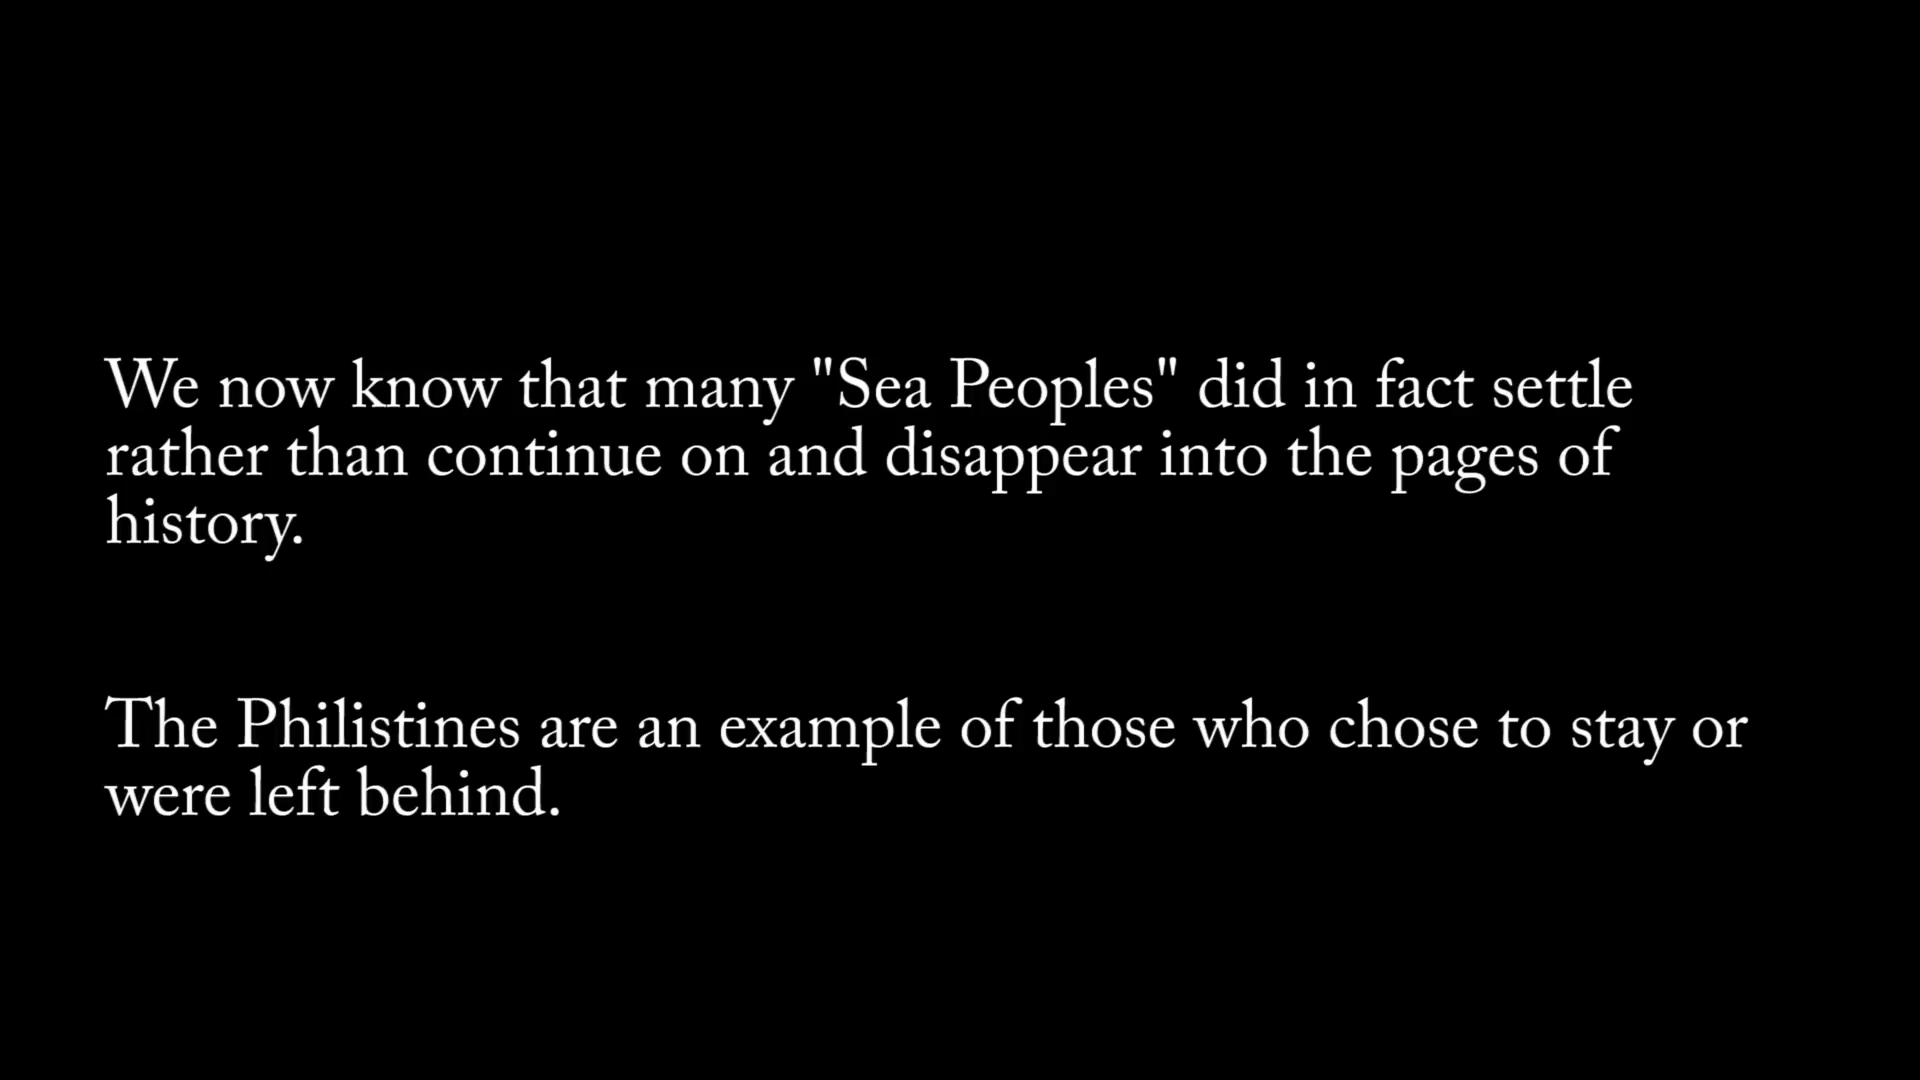 We now know that many "Sea Peoples" did in fact settle
rather than continue on and disappear into the pages of
history.
The Philistines are an example of those who chose to stay or
were left behind.